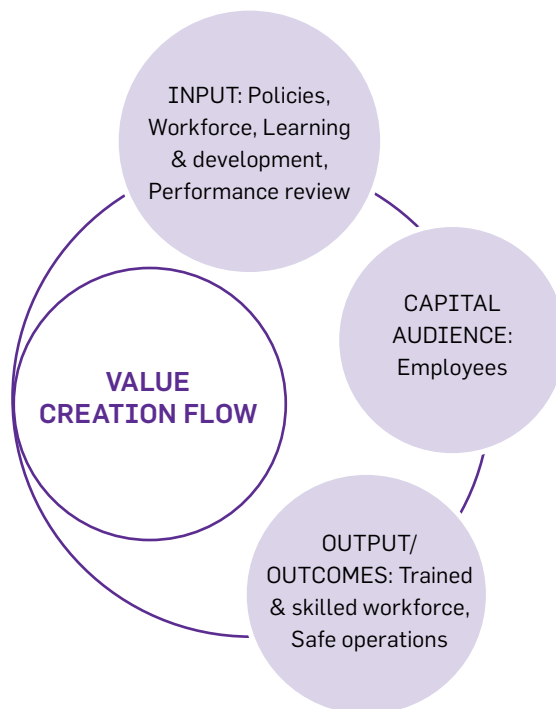 INPUT: Policies,
Workforce, Learning
& development,
Performance review
CAPITAL
AUDIENCE:
Employees
VALUE
CREATION FLOW
OUTPUT/
OUTCOMES: Trained
& skilled workforce,
Safe operations